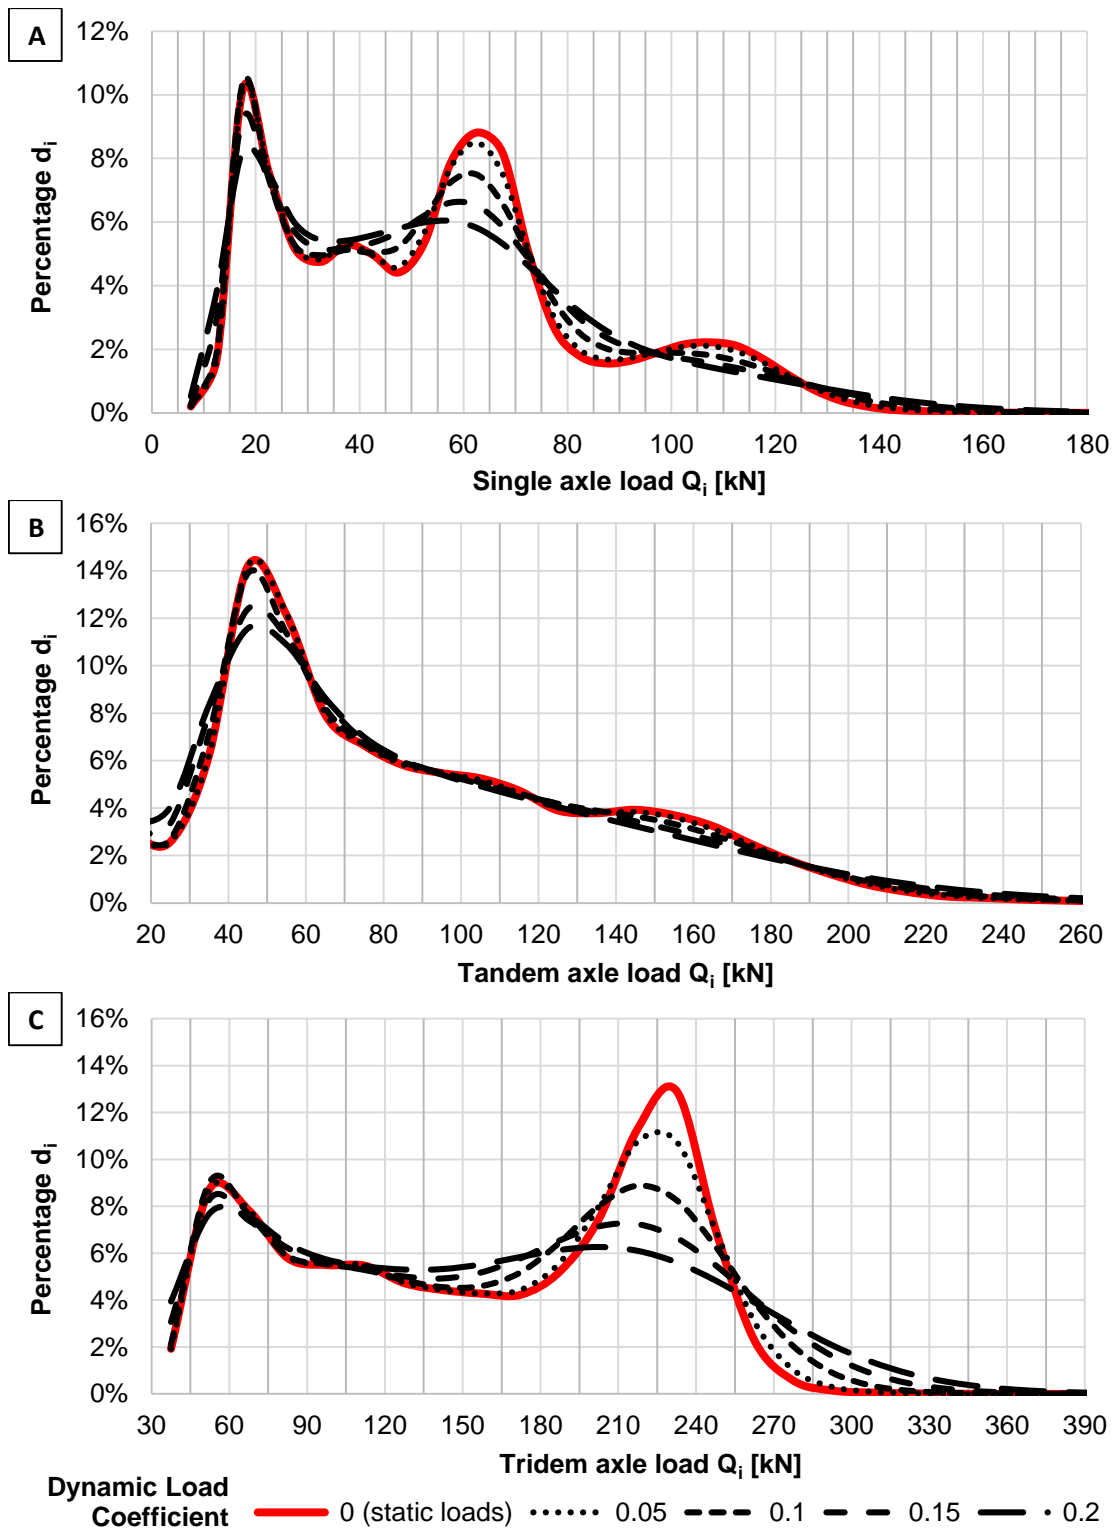 A
Percentage dᵢ
12%
10%
8%
6%
4%
2%
0%
0 20 40 60 80 100 120 140 160 180
Single axle load Qᵢ [kN]
B
Percentage dᵢ
16%
14%
12%
10%
8%
6%
4%
2%
0%
20 40 60 80 100 120 140 160 180 200 220 240 260
Tandem axle load Qᵢ [kN]
C
Percentage dᵢ
16%
14%
12%
10%
8%
6%
4%
2%
0%
30 60 90 120 150 180 210 240 270 300 330 360 390
Tridem axle load Qᵢ [kN]
Dynamic Load
Coefficient 0 (static loads) 0.05 0.1 0.15 0.2